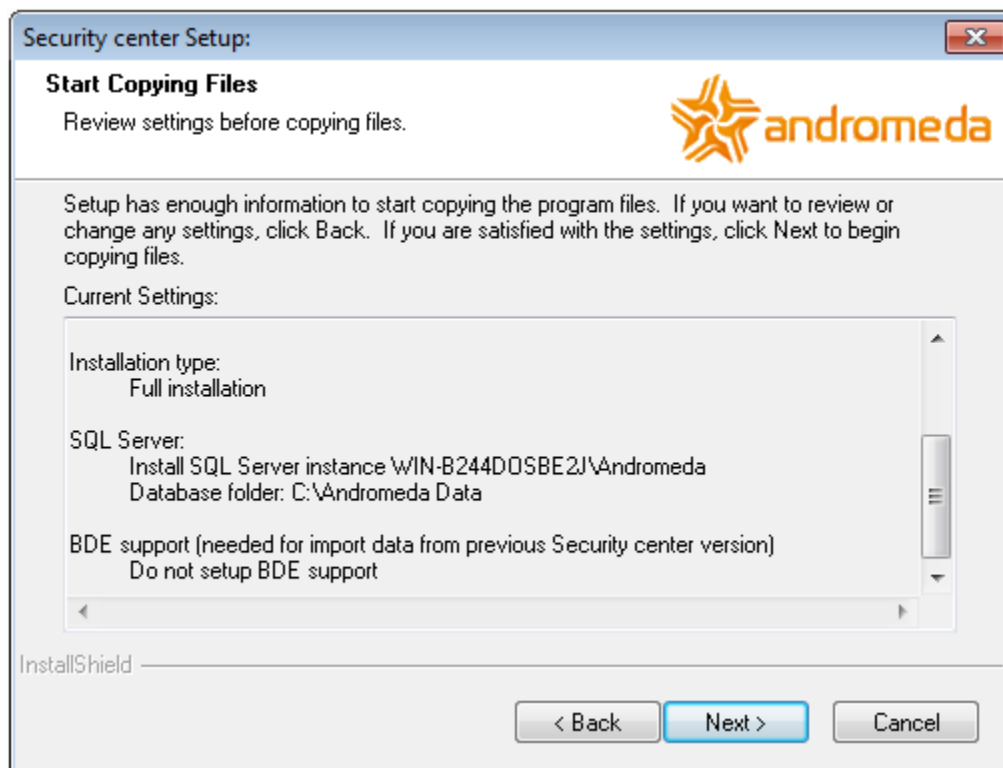 Security center Setup:
Start Copying Files
Review settings before copying files.
andromeda
Setup has enough information to start copying the program files.  If you want to review or
change any settings, click Back.  If you are satisfied with the settings, click Next to begin
copying files.
Current Settings:
Installation type:
Full installation
SQL Server:
Install SQL Server instance WIN-B244DOSBE2J\Andromeda
Database folder: C:\Andromeda Data
BDE support (needed for import data from previous Security center version)
Do not setup BDE support
InstallShield
< Back
Next >
Cancel